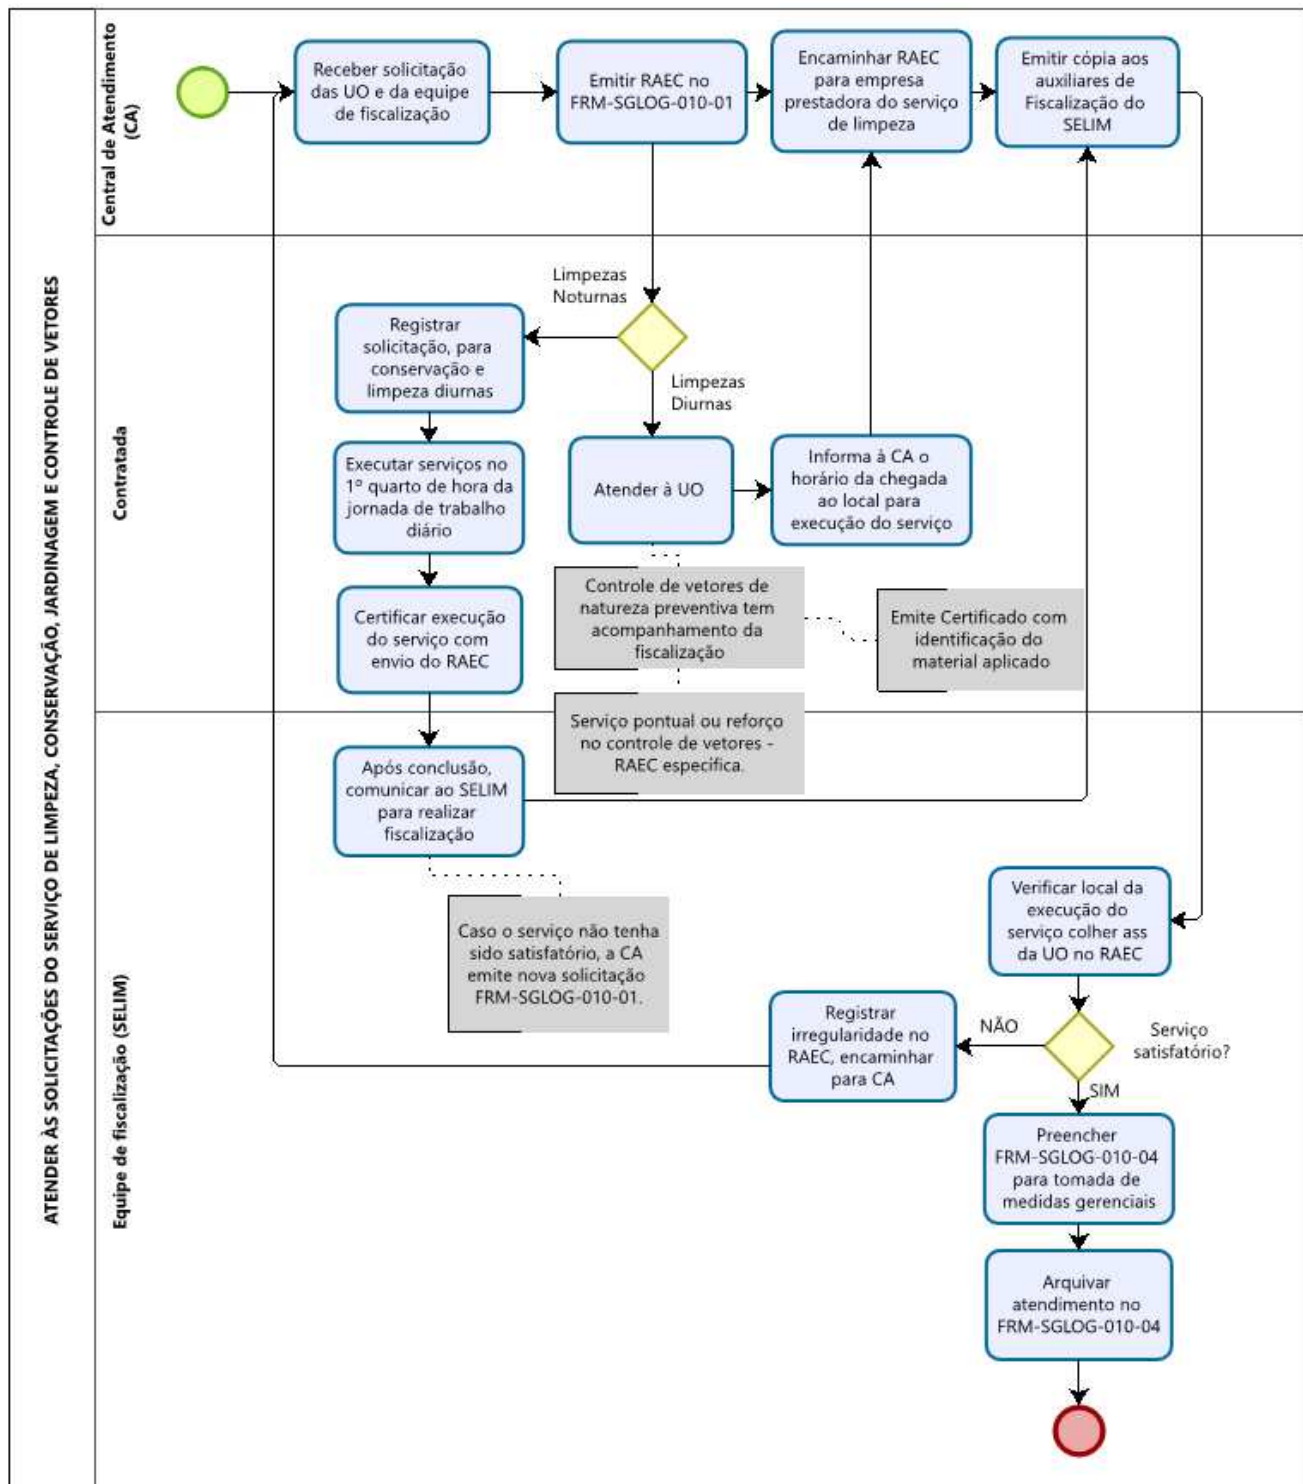 ATENDER ÀS SOLICITAÇÕES DO SERVIÇO DE LIMPEZA, CONSERVAÇÃO, JARDINAGEM E CONTROLE DE VETORES
Central de Atendimento
(CA)
Receber solicitação
das UO e da equipe
de fiscalização
Emitir RAEC no
FRM-SGLOG-010-01
Encaminhar RAEC
para empresa
prestadora do serviço
de limpeza
Emitir cópia aos
auxiliares de
Fiscalização do
SELIM
Contratada
Limpezas
Noturnas
Registrar
solicitação, para
conservação e
limpeza diurnas
Limpezas
Diurnas
Executar serviços no
1º quarto de hora da
jornada de trabalho
diário
Atender à UO
Informa à CA o
horário da chegada
ao local para
execução do serviço
Certificar execução
do serviço com
envio do RAEC
Controle de vetores de
natureza preventiva tem
acompanhamento da
fiscalização
Emite Certificado com
identificação do
material aplicado
Serviço pontual ou reforço
no controle de vetores -
RAEC especifica.
Equipe de fiscalização (SELIM)
Após conclusão,
comunicar ao SELIM
para realizar
fiscalização
Caso o serviço não tenha
sido satisfatório, a CA
emite nova solicitação
FRM-SGLOG-010-01.
Verificar local da
execução do
serviço colher ass
da UO no RAEC
Registrar
irregularidade no
RAEC, encaminhar
para CA
NÃO
Serviço
satisfatório?
SIM
Preencher
FRM-SGLOG-010-04
para tomada de
medidas gerenciais
Arquivar
atendimento no
FRM-SGLOG-010-04